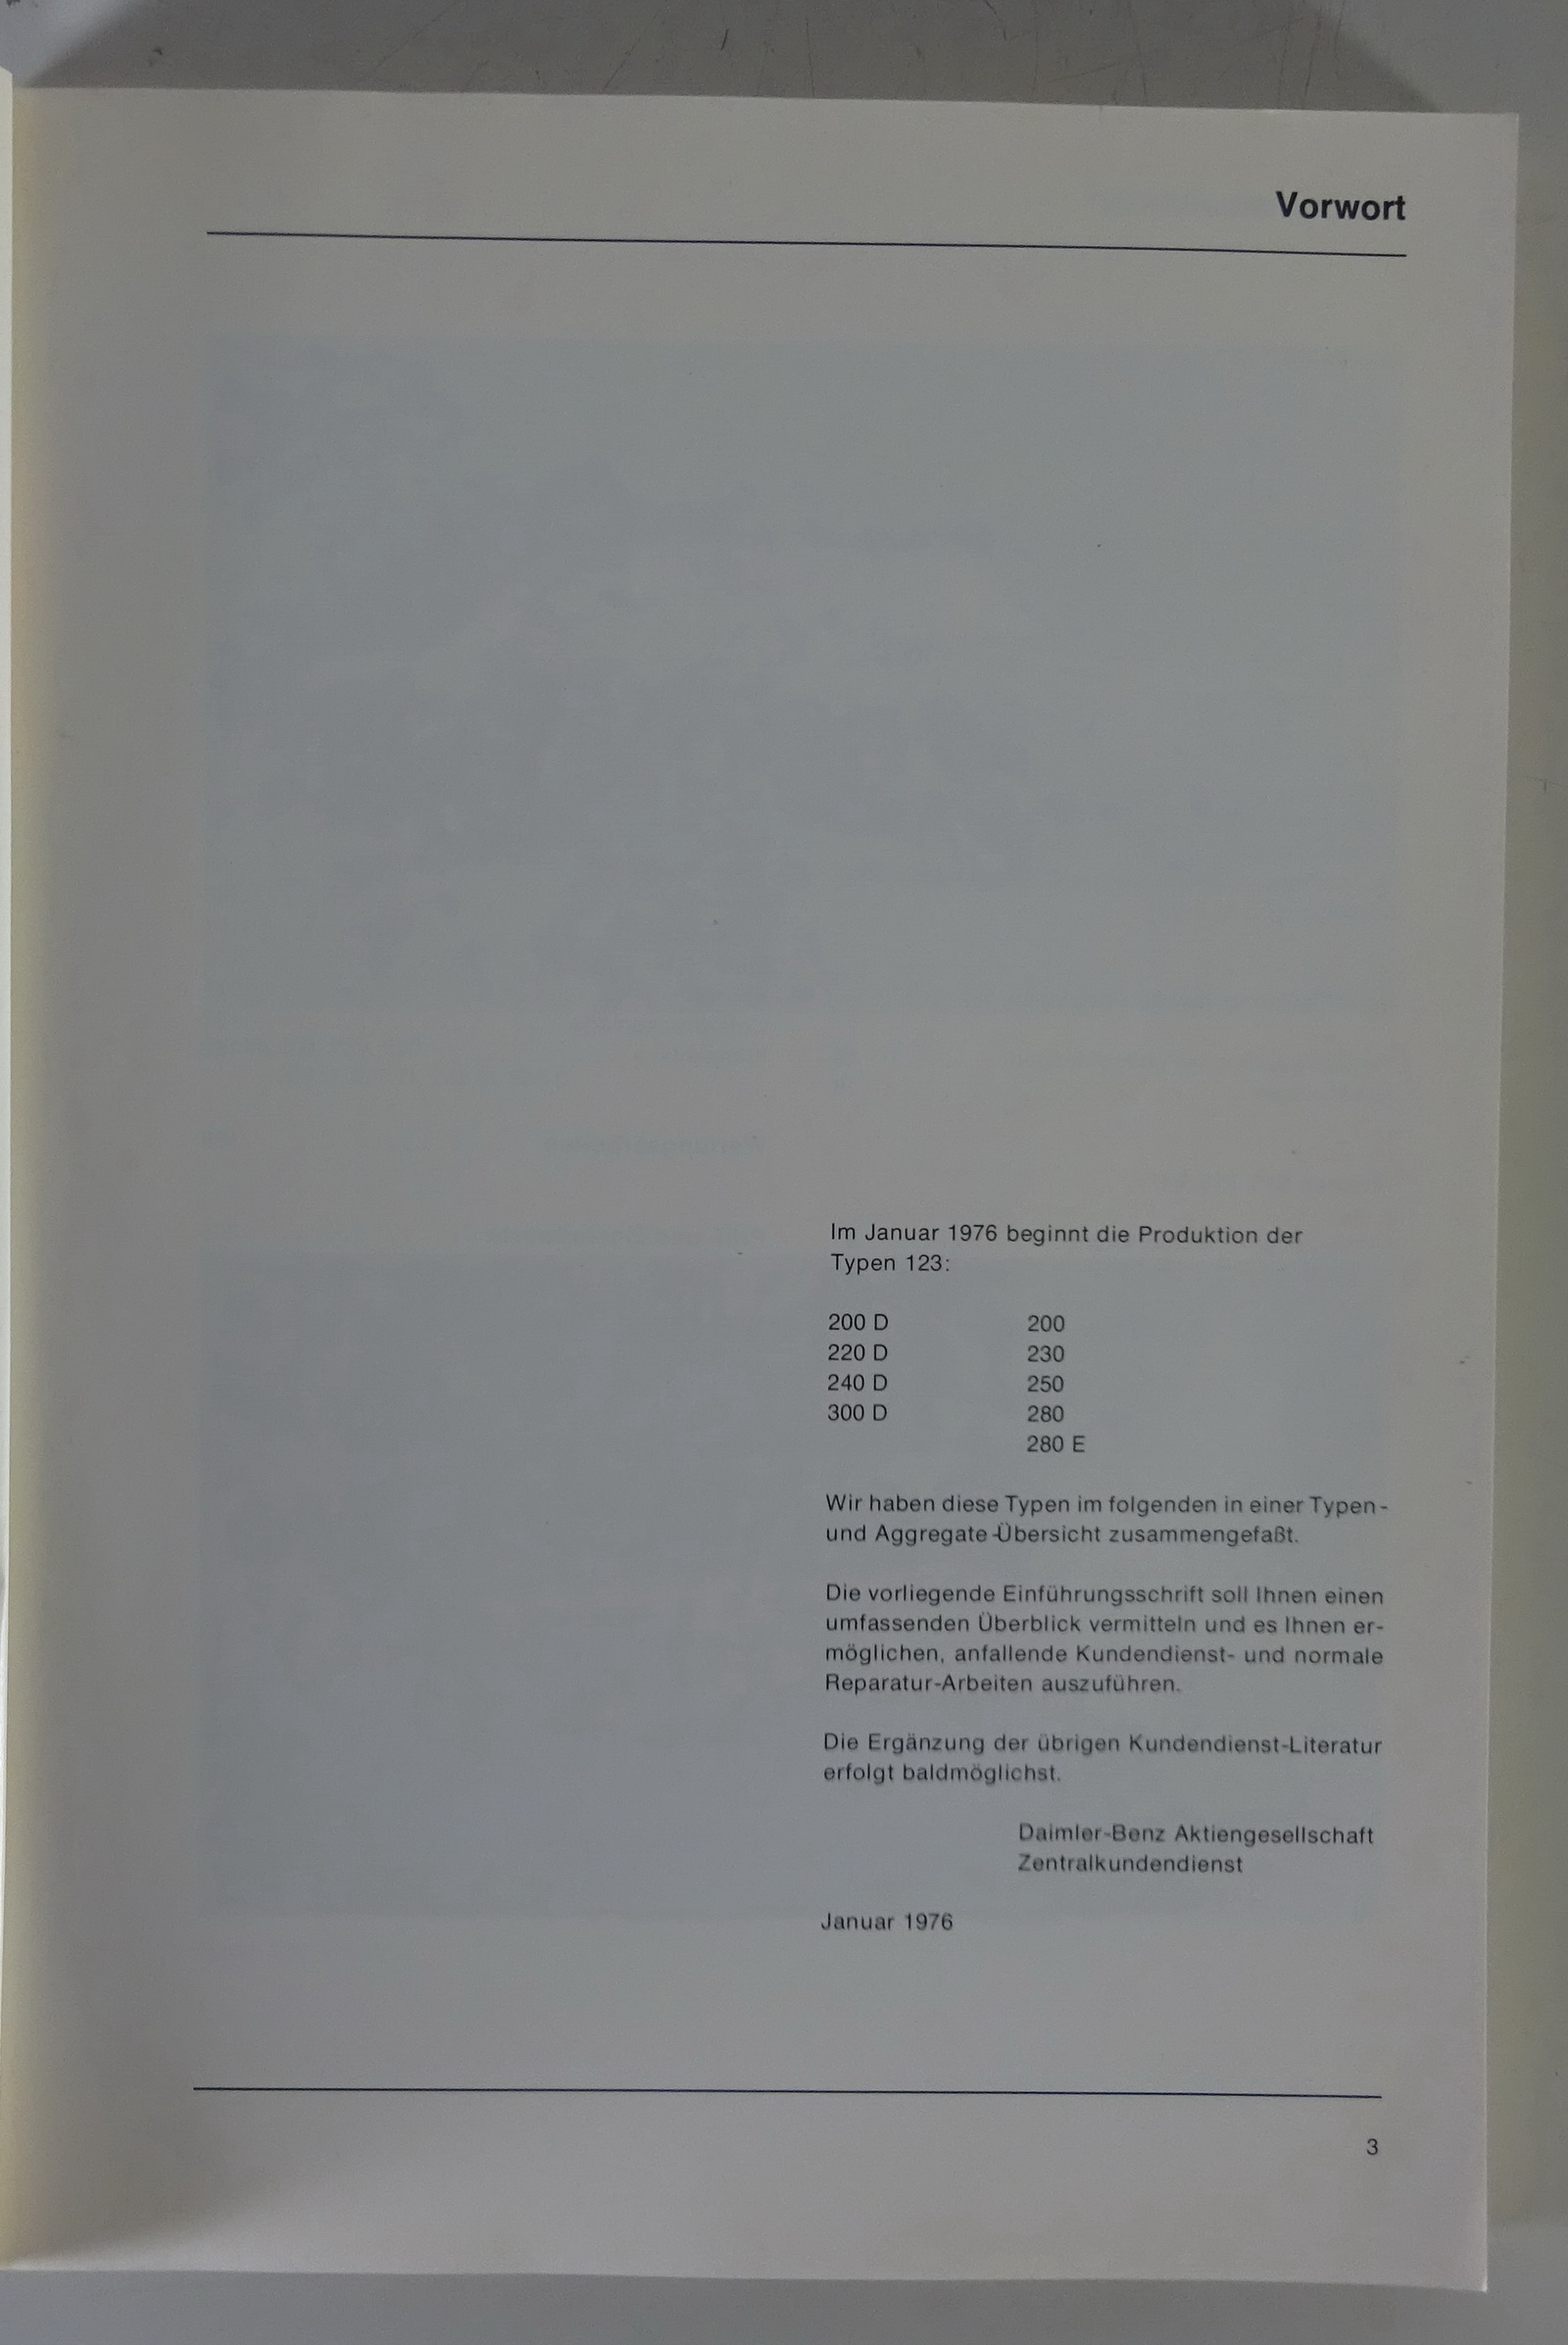 Vorwort
Im Januar 1976 beginnt die Produktion der
Typen 123:
200 D 200
220 D 230
240 D 250
300 D 280
280 E
Wir haben diese Typen im folgenden in einer Typen-
und Aggregate-Übersicht zusammengefaßt.
Die vorliegende Einführungsschrift soll Ihnen einen
umfassenden Überblick vermitteln und es Ihnen er-
möglichen, anfallende Kundendienst- und normale
Reparatur-Arbeiten auszuführen.
Die Ergänzung der übrigen Kundendienst-Literatur
erfolgt baldmöglichst.
Daimler-Benz Aktiengesellschaft
Zentralkundendienst
Januar 1976
3